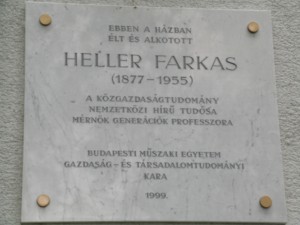 EBBEN A HÁZBAN
ÉLT ÉS ALKOTOTT
HELLER FARKAS
(1877–1955)
A KÖZGAZDASÁGTUDOMÁNY
NEMZETKÖZI HÍRŰ TUDÓSA
MÉRNÖK GENERÁCIÓK PROFESSZORA
BUDAPESTI MŰSZAKI EGYETEM
GAZDASÁG- ÉS TÁRSADALOMTUDOMÁNYI
KARA
1999.